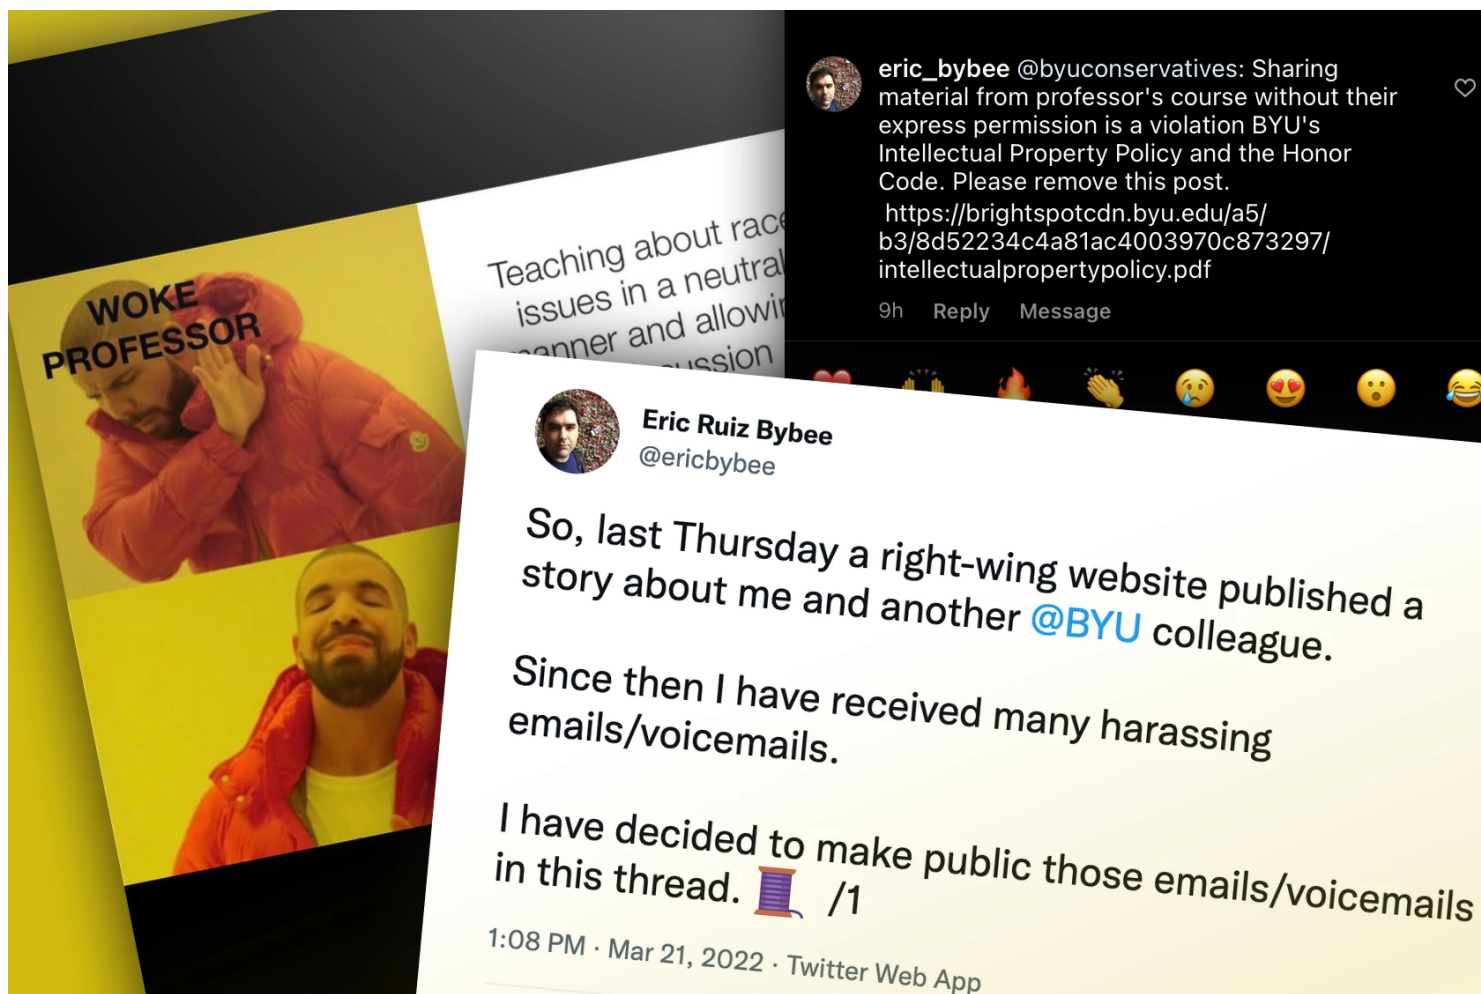 WOKE
PROFESSOR
Teaching about race
issues in a neutral
manner and allowin
eric_bybee @byuconservatives: Sharing
material from professor's course without their
express permission is a violation BYU's
Intellectual Property Policy and the Honor
Code. Please remove this post.
https://brightspotcdn.byu.edu/a5/
b3/8d52234c4a81ac4003970c873297/
intellectualpropertypolicy.pdf
9h Reply Message
Eric Ruiz Bybee
@ericbybee
So, last Thursday a right-wing website published a
story about me and another @BYU colleague.
Since then I have received many harassing
emails/voicemails.
I have decided to make public those emails/voicemails
in this thread. 🧵 /1
1:08 PM · Mar 21, 2022 · Twitter Web App